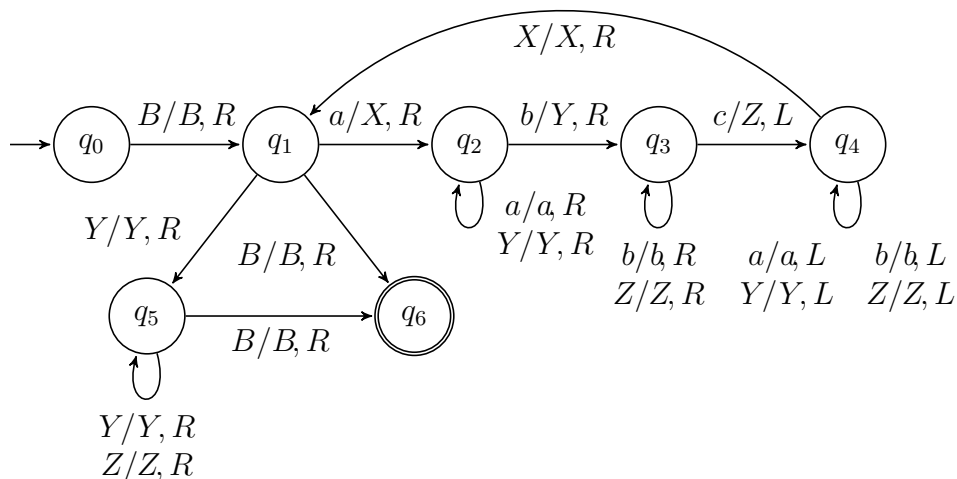 X/X, R
B/B, R
a/X, R
b/Y, R
c/Z, L
q0
q1
q2
q3
q4
Y/Y, R
B/B, R
a/a, R
Y/Y, R
b/b, R
Z/Z, R
a/a, L
Y/Y, L
b/b, L
Z/Z, L
q5
q6
B/B, R
Y/Y, R
Z/Z, R